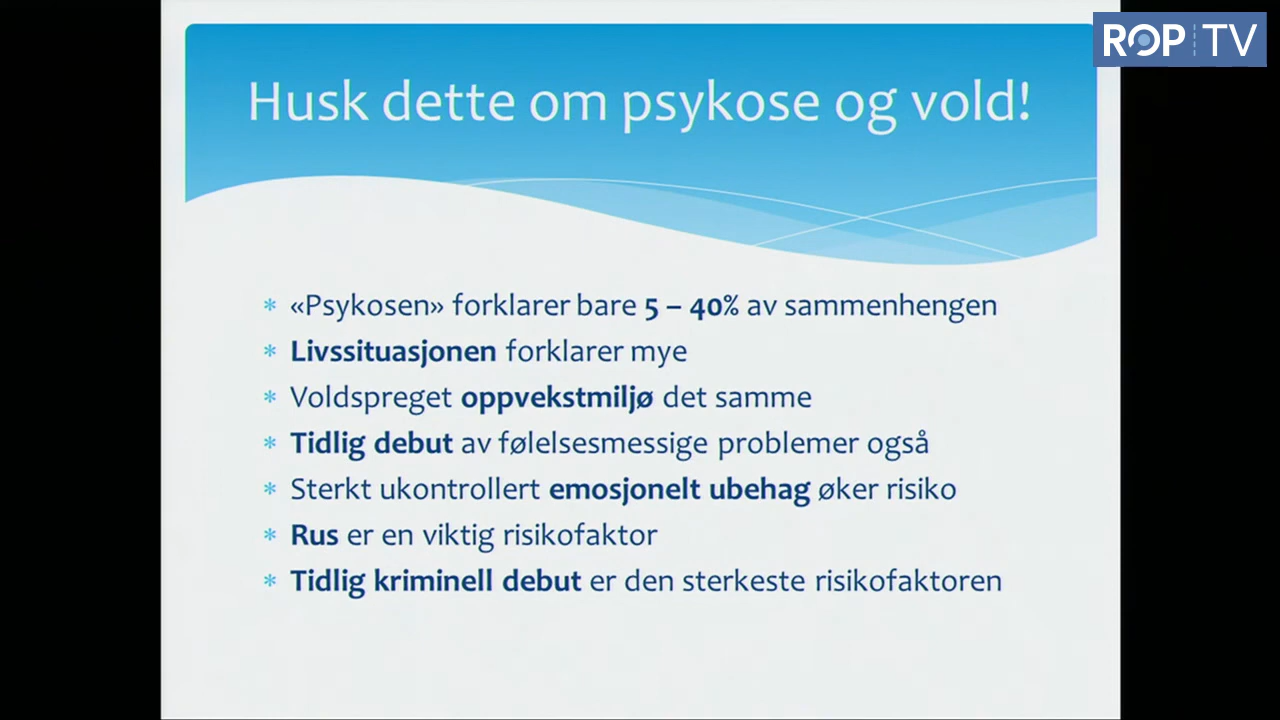 ROP TV
Husk dette om psykose og vold!
«Psykosen» forklarer bare 5 – 40% av sammenhengen
Livssituasjonen forklarer mye
Voldspreget oppvekstmiljø det samme
Tidlig debut av følelsesmessige problemer også
Sterkt ukontrollert emosjonelt ubehag øker risiko
Rus er en viktig risikofaktor
Tidlig kriminell debut er den sterkeste risikofaktoren